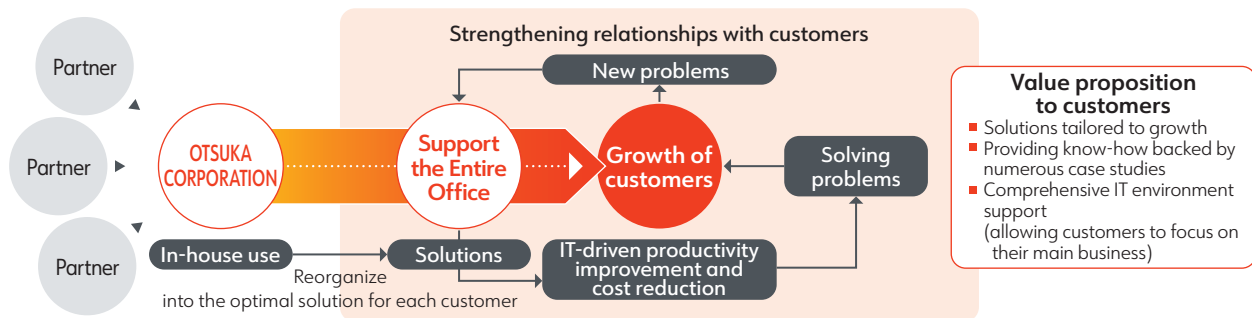 Partner
Partner
Partner
OTSUKA
CORPORATION
Strengthening relationships with customers
New problems
Support
the Entire
Office
Growth of
customers
Solving
problems
In-house use
Reorganize
into the optimal solution for each customer
Solutions
IT-driven productivity
improvement and
cost reduction
Value proposition
to customers
■ Solutions tailored to growth
■ Providing know-how backed by
numerous case studies
■ Comprehensive IT environment
support
(allowing customers to focus on
their main business)